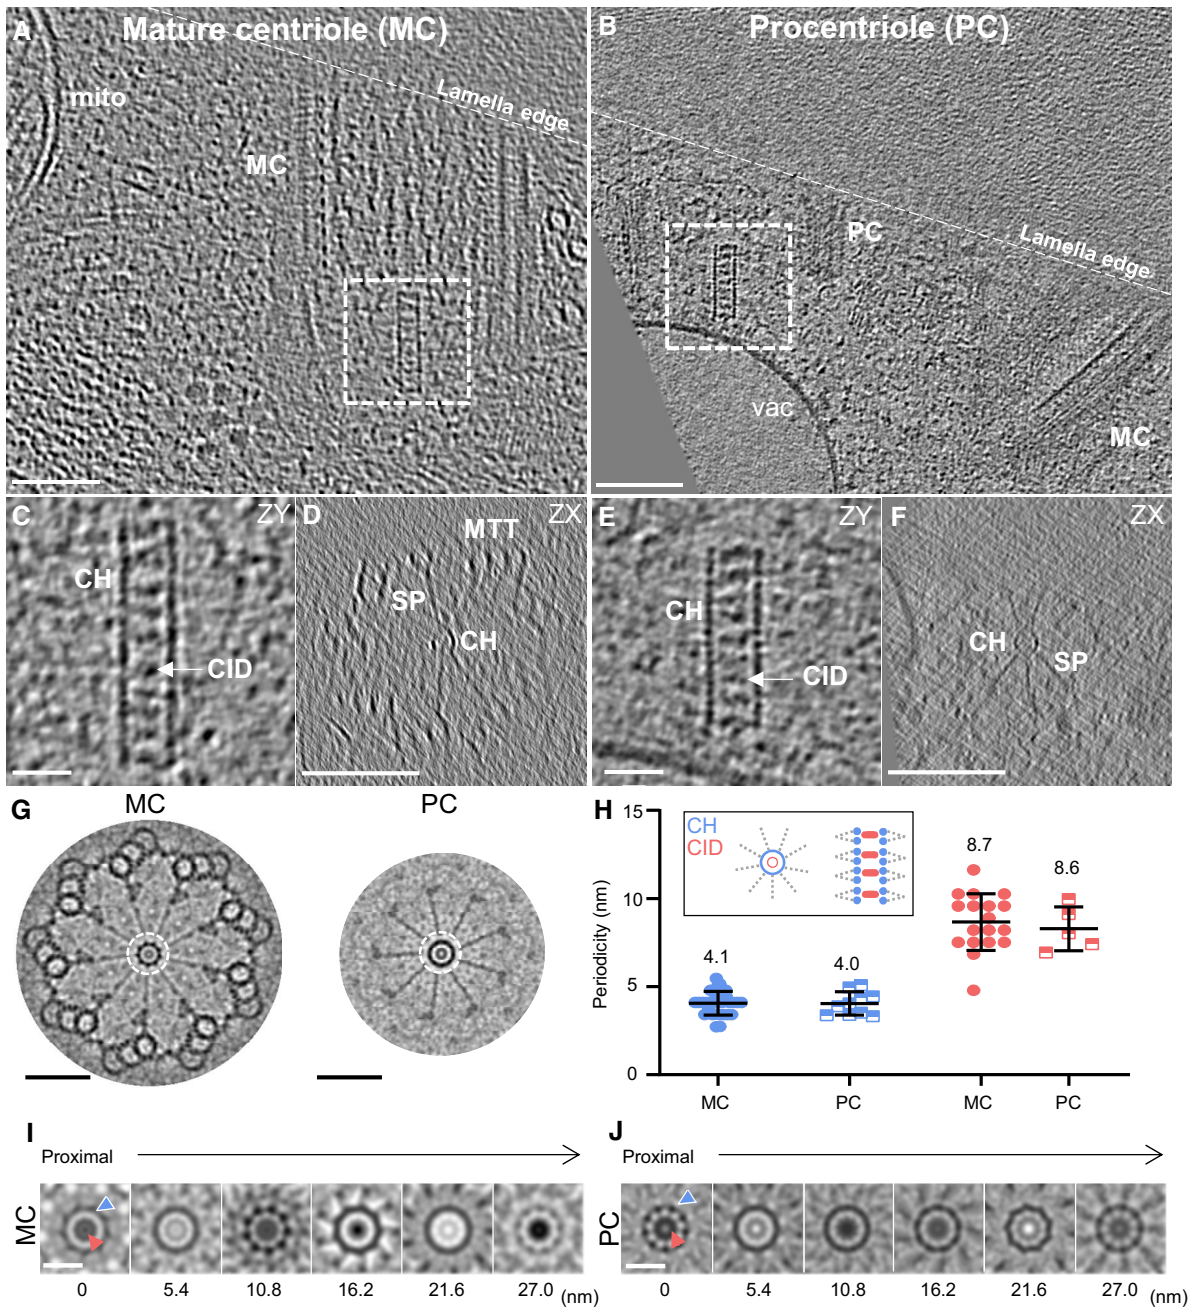 A
Mature centriole (MC)
mito
MC
Lamella edge
B
Procentriole (PC)
PC
Lamella edge
vac
MC
C
ZY
CH
CID
D
ZX
MTT
SP
CH
E
ZY
CH
CID
F
ZX
CH
SP
G
MC
PC
H
15
10
5
0
Periodicity (nm)
CH
CID
4.1
4.0
8.7
8.6
MC
PC
MC
PC
I
Proximal
MC
0
5.4
10.8
16.2
21.6
27.0
(nm)
J
Proximal
PC
0
5.4
10.8
16.2
21.6
27.0
(nm)